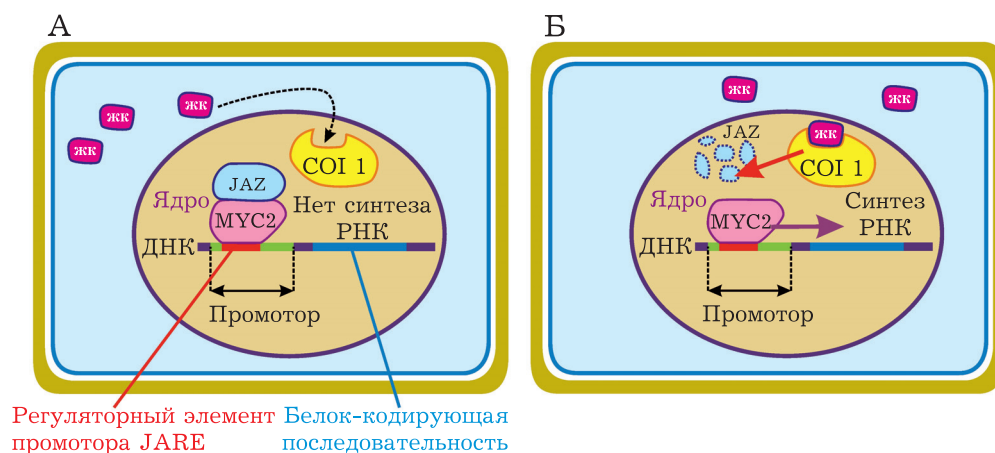 А
жк
жк
жк
COI 1
JAZ
Ядро
MYC2
Нет синтеза
РНК
ДНК
Промотор
Регуляторный элемент
промотора JARE
Белок-кодирующая
последовательность
Б
жк
жк
жк
JAZ
COI 1
Ядро
MYC2
Синтез
РНК
ДНК
Промотор